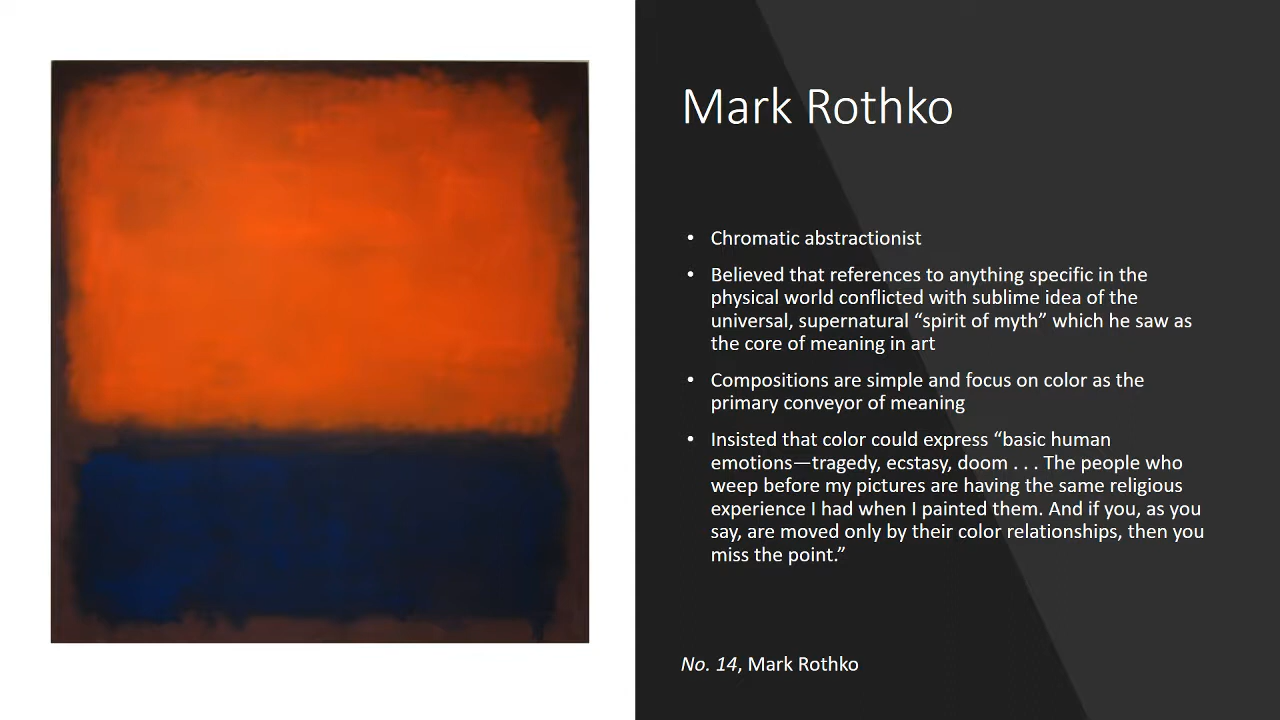 Mark Rothko
• Chromatic abstractionist
• Believed that references to anything specific in the
physical world conflicted with sublime idea of the
universal, supernatural “spirit of myth” which he saw as
the core of meaning in art
• Compositions are simple and focus on color as the
primary conveyor of meaning
• Insisted that color could express “basic human
emotions—tragedy, ecstasy, doom . . . The people who
weep before my pictures are having the same religious
experience I had when I painted them. And if you, as you
say, are moved only by their color relationships, then you
miss the point.”
No. 14, Mark Rothko